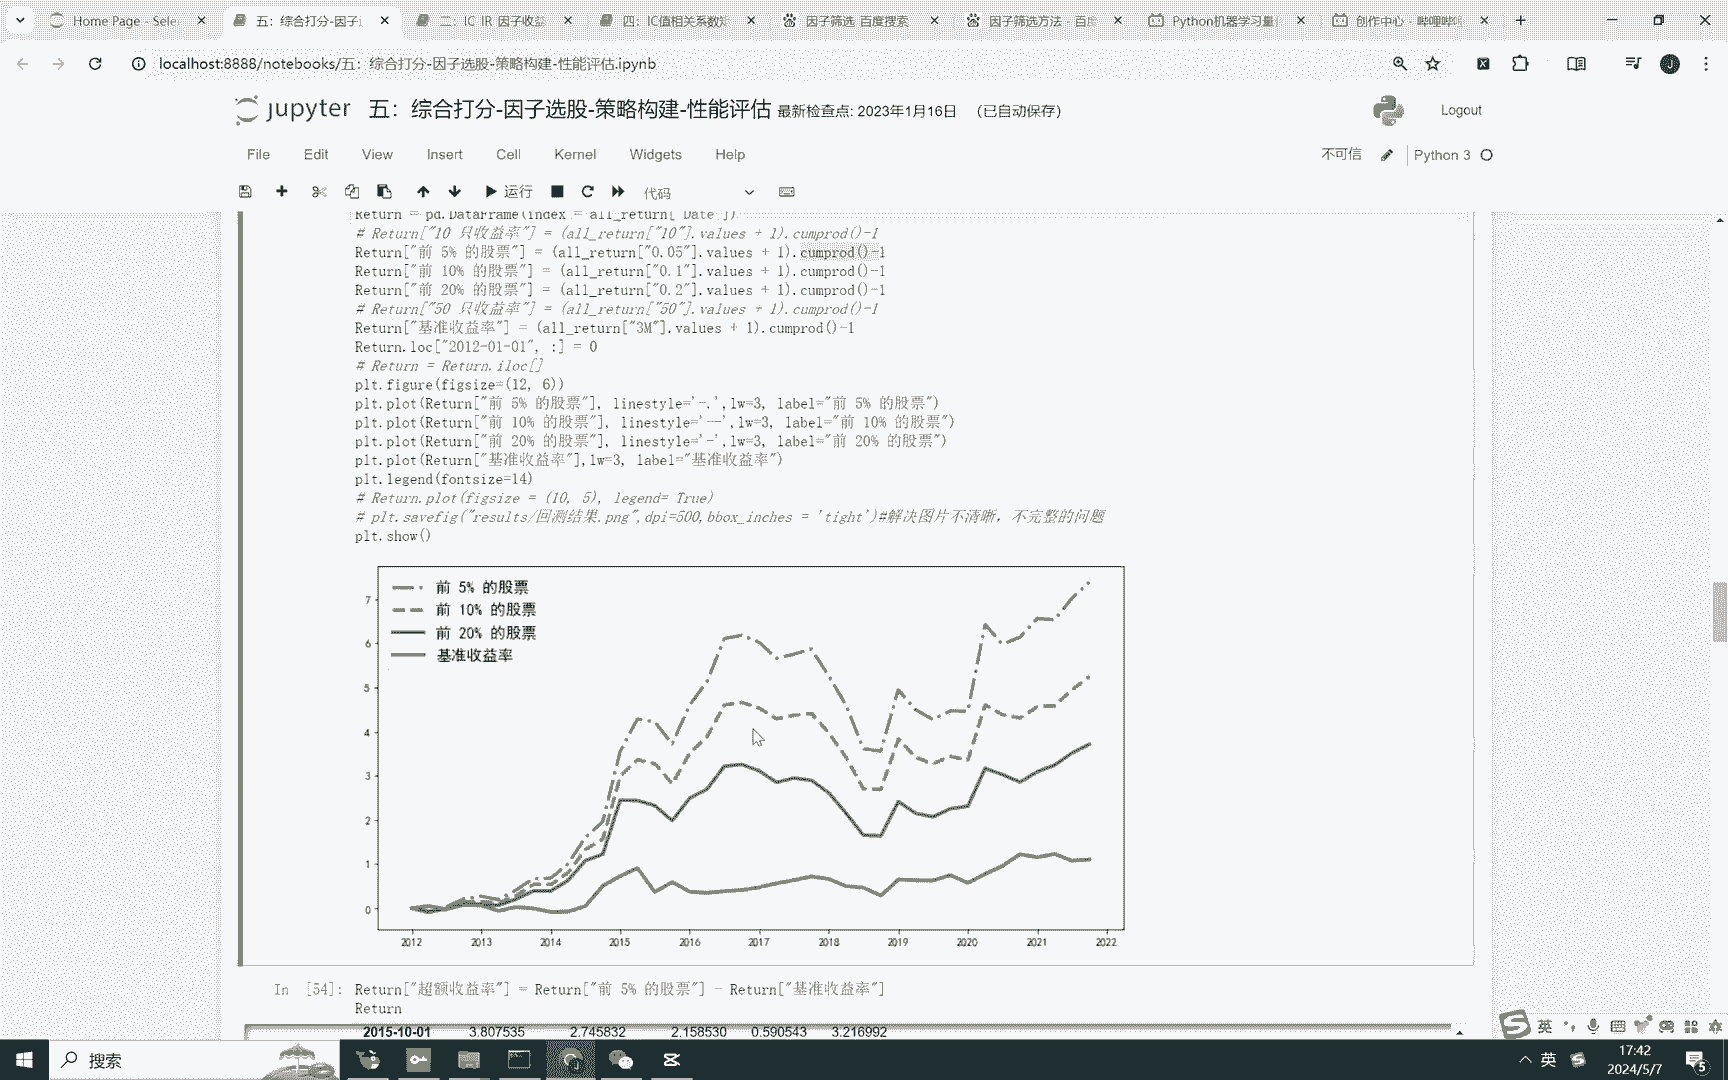 Home Page - Sele
五：综合打分-因子
二：IC_IR_因子收益
四：IC值相关系数
因子筛选_百度搜索
因子筛选方法 - 百度
Python机器学习量化
创作中心 - 哔哩哔哩
localhost:8888/notebooks/五：综合打分-因子选股-策略构建-性能评估.ipynb
jupyter 五：综合打分-因子选股-策略构建-性能评估 最新检查点: 2023年1月16日 (已自动保存)
Logout
File Edit View Insert Cell Kernel Widgets Help
不可信 Python 3
运行 代码
Return = pd.DataFrame(index = all_return["Date"])
# Return["10 只收益率"] = (all_return["10"].values + 1).cumprod()-1
Return["前 5% 的股票"] = (all_return["0.05"].values + 1).cumprod()-1
Return["前 10% 的股票"] = (all_return["0.1"].values + 1).cumprod()-1
Return["前 20% 的股票"] = (all_return["0.2"].values + 1).cumprod()-1
# Return["50 只收益率"] = (all_return["50"].values + 1).cumprod()-1
Return["基准收益率"] = (all_return["3M"].values + 1).cumprod()-1
Return.loc["2012-01-01", :] = 0
# Return = Return.iloc[]
plt.figure(figsize=(12, 6))
plt.plot(Return["前 5% 的股票"], linestyle='-.',lw=3, label="前 5% 的股票")
plt.plot(Return["前 10% 的股票"], linestyle='--',lw=3, label="前 10% 的股票")
plt.plot(Return["前 20% 的股票"], linestyle='-',lw=3, label="前 20% 的股票")
plt.plot(Return["基准收益率"],lw=3, label="基准收益率")
plt.legend(fontsize=14)
# Return.plot(figsize = (10, 5), legend= True)
# plt.savefig("results/回测结果.png",dpi=500,bbox_inches = 'tight')#解决图片不清晰，不完整的问题
plt.show()
前 5% 的股票
前 10% 的股票
前 20% 的股票
基准收益率
7
6
5
4
3
2
1
0
2012 2013 2014 2015 2016 2017 2018 2019 2020 2021 2022
In [54]: Return["超额收益率"] = Return["前 5% 的股票"] - Return["基准收益率"]
Return
2015-10-01 3.807535 2.745832 2.158530 0.590543 3.216992
英
搜索
英
17:42
2024/5/7
5